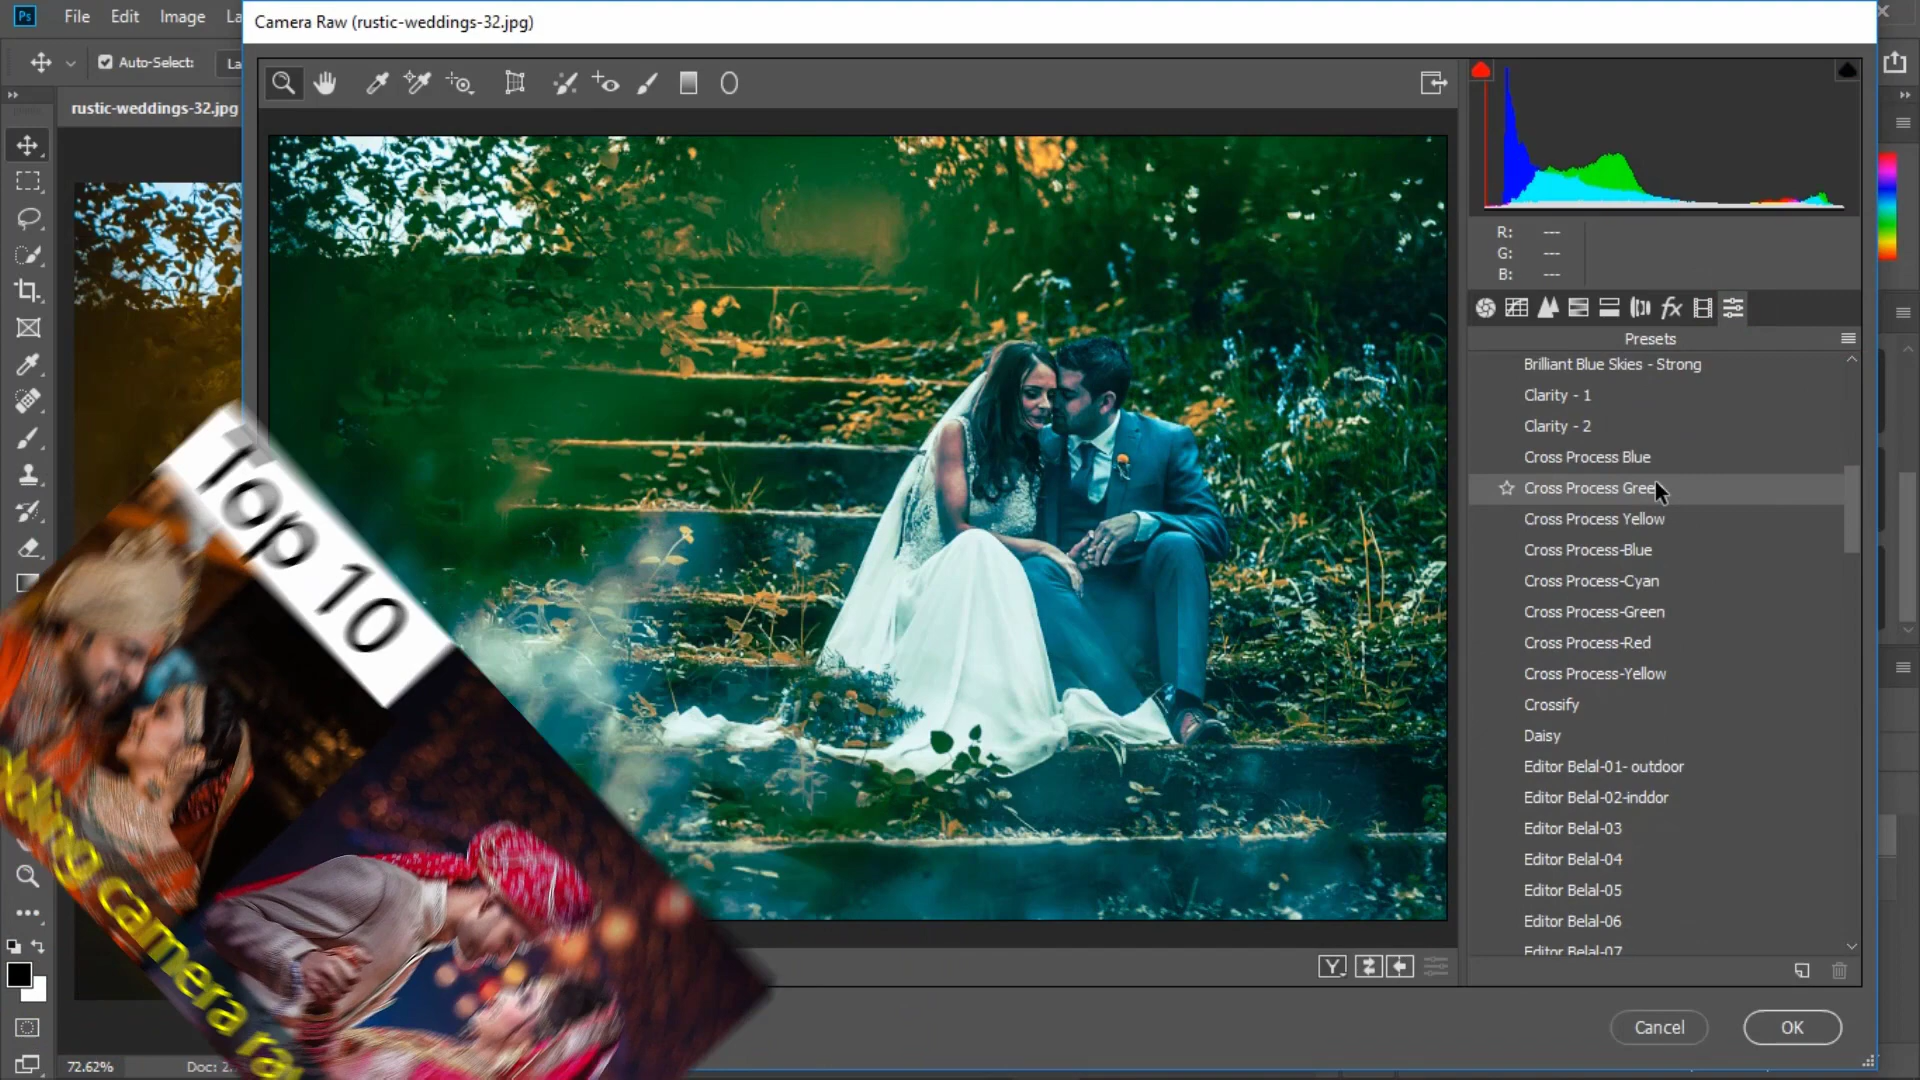 Ps
File
Edit
Image
La
Camera Raw (rustic-weddings-32.jpg)
Auto-Select:
La
rustic-weddings-32.jpg
R: ---
G: ---
B: ---
fx
Presets
Brilliant Blue Skies - Strong
Clarity - 1
Clarity - 2
Cross Process Blue
Cross Process Gree
Cross Process Yellow
Cross Process-Blue
Cross Process-Cyan
Cross Process-Green
Cross Process-Red
Cross Process-Yellow
Crossify
Daisy
Editor Belal-01- outdoor
Editor Belal-02-inddor
Editor Belal-03
Editor Belal-04
Editor Belal-05
Editor Belal-06
Editor Belal-07
Top 10
Camera ra
Y
Cancel
OK
72.62%
Doc: 2